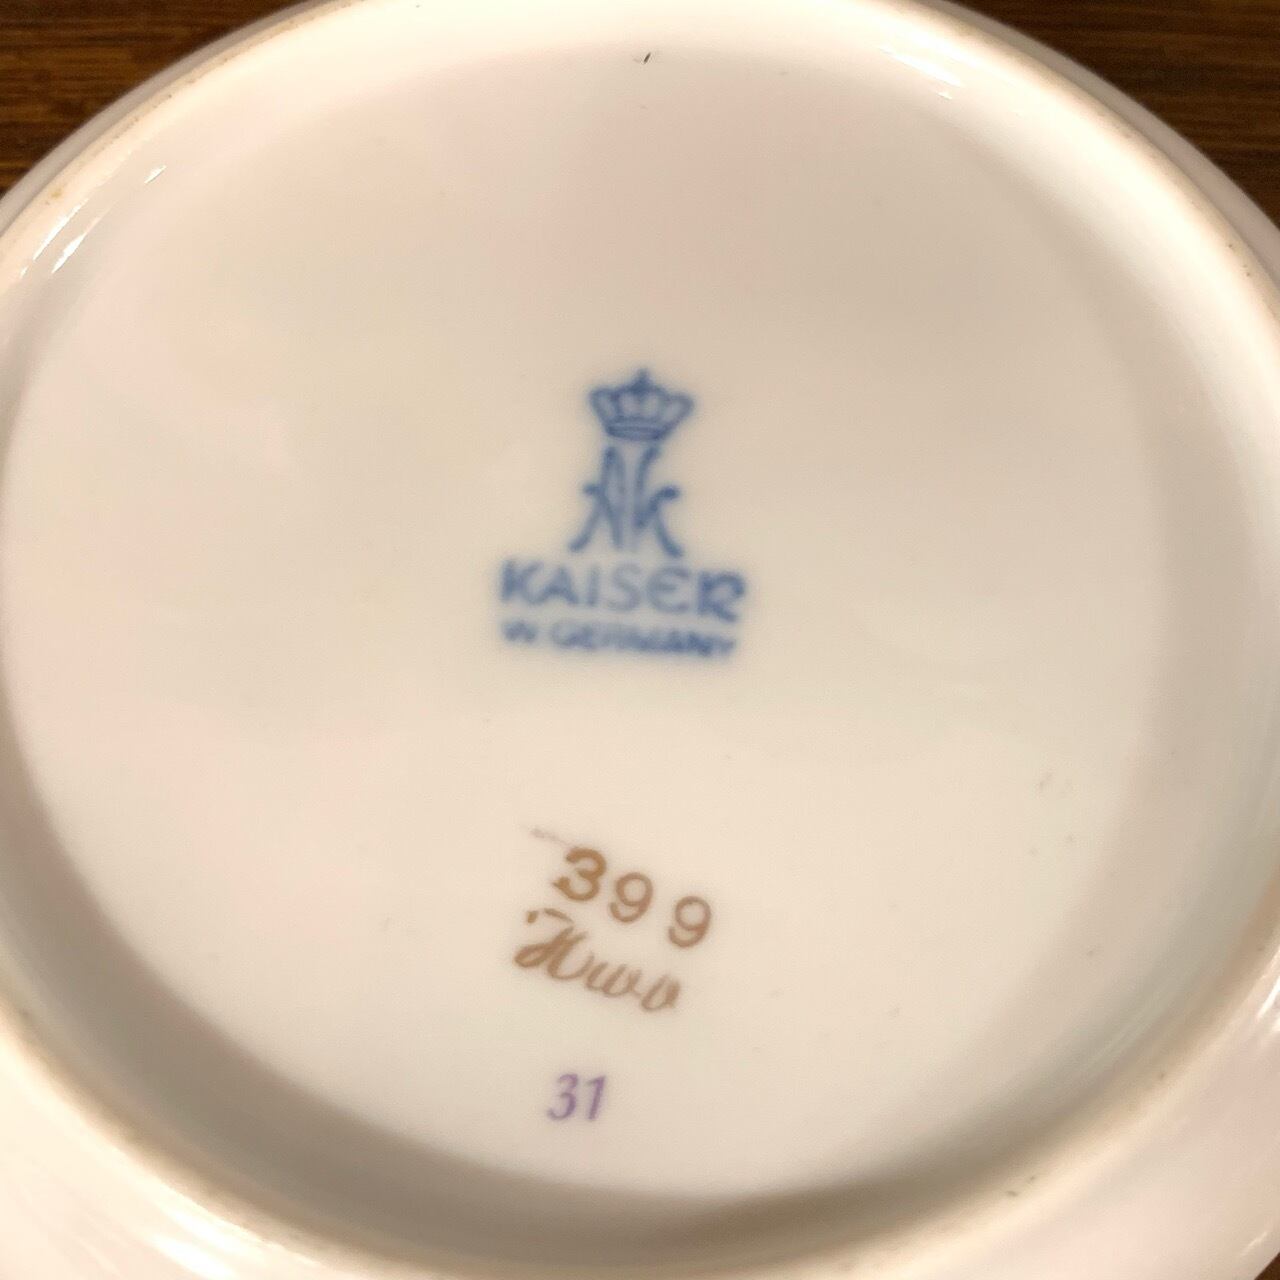 AK
KAISER
W. GERMANY
399
31